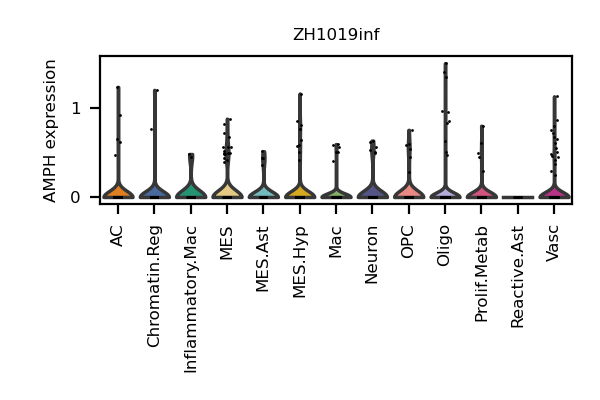 ZH1019inf
AMPH expression
1
0
AC
Chromatin.Reg
Inflammatory.Mac
MES
MES.Ast
MES.Hyp
Mac
Neuron
OPC
Oligo
Prolif.Metab
Reactive.Ast
Vasc